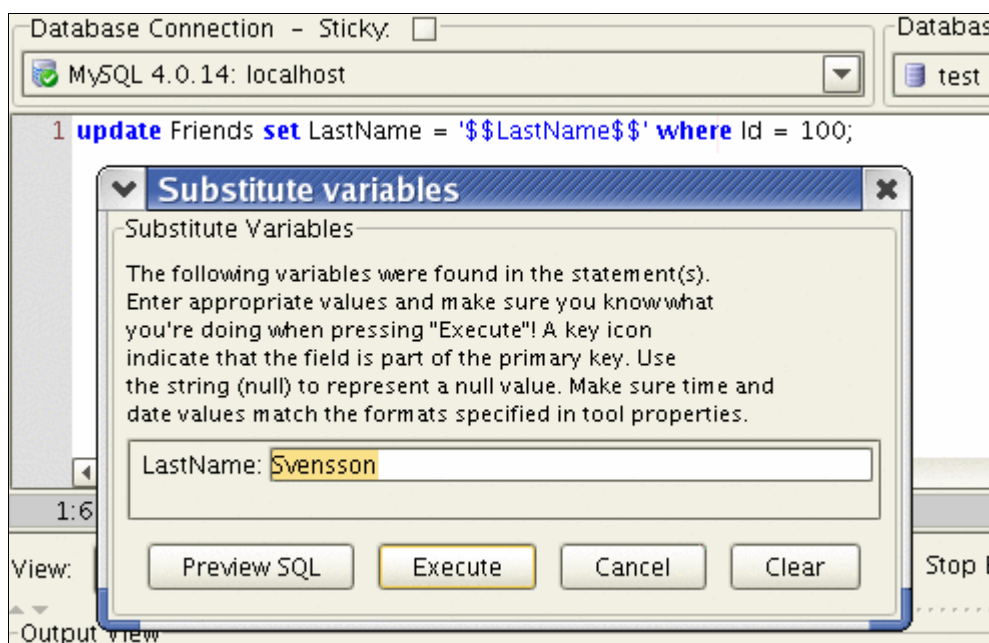 Database Connection – Sticky:
MySQL 4.0.14: localhost
test
1 update Friends set LastName = '$$LastName$$' where Id = 100;
Substitute variables
Substitute Variables
The following variables were found in the statement(s).
Enter appropriate values and make sure you know what
you're doing when pressing "Execute"! A key icon
indicate that the field is part of the primary key. Use
the string (null) to represent a null value. Make sure time and
date values match the formats specified in tool properties.
LastName: Svensson
1:6
Preview SQL Execute Cancel Clear
View:
Stop
Output View